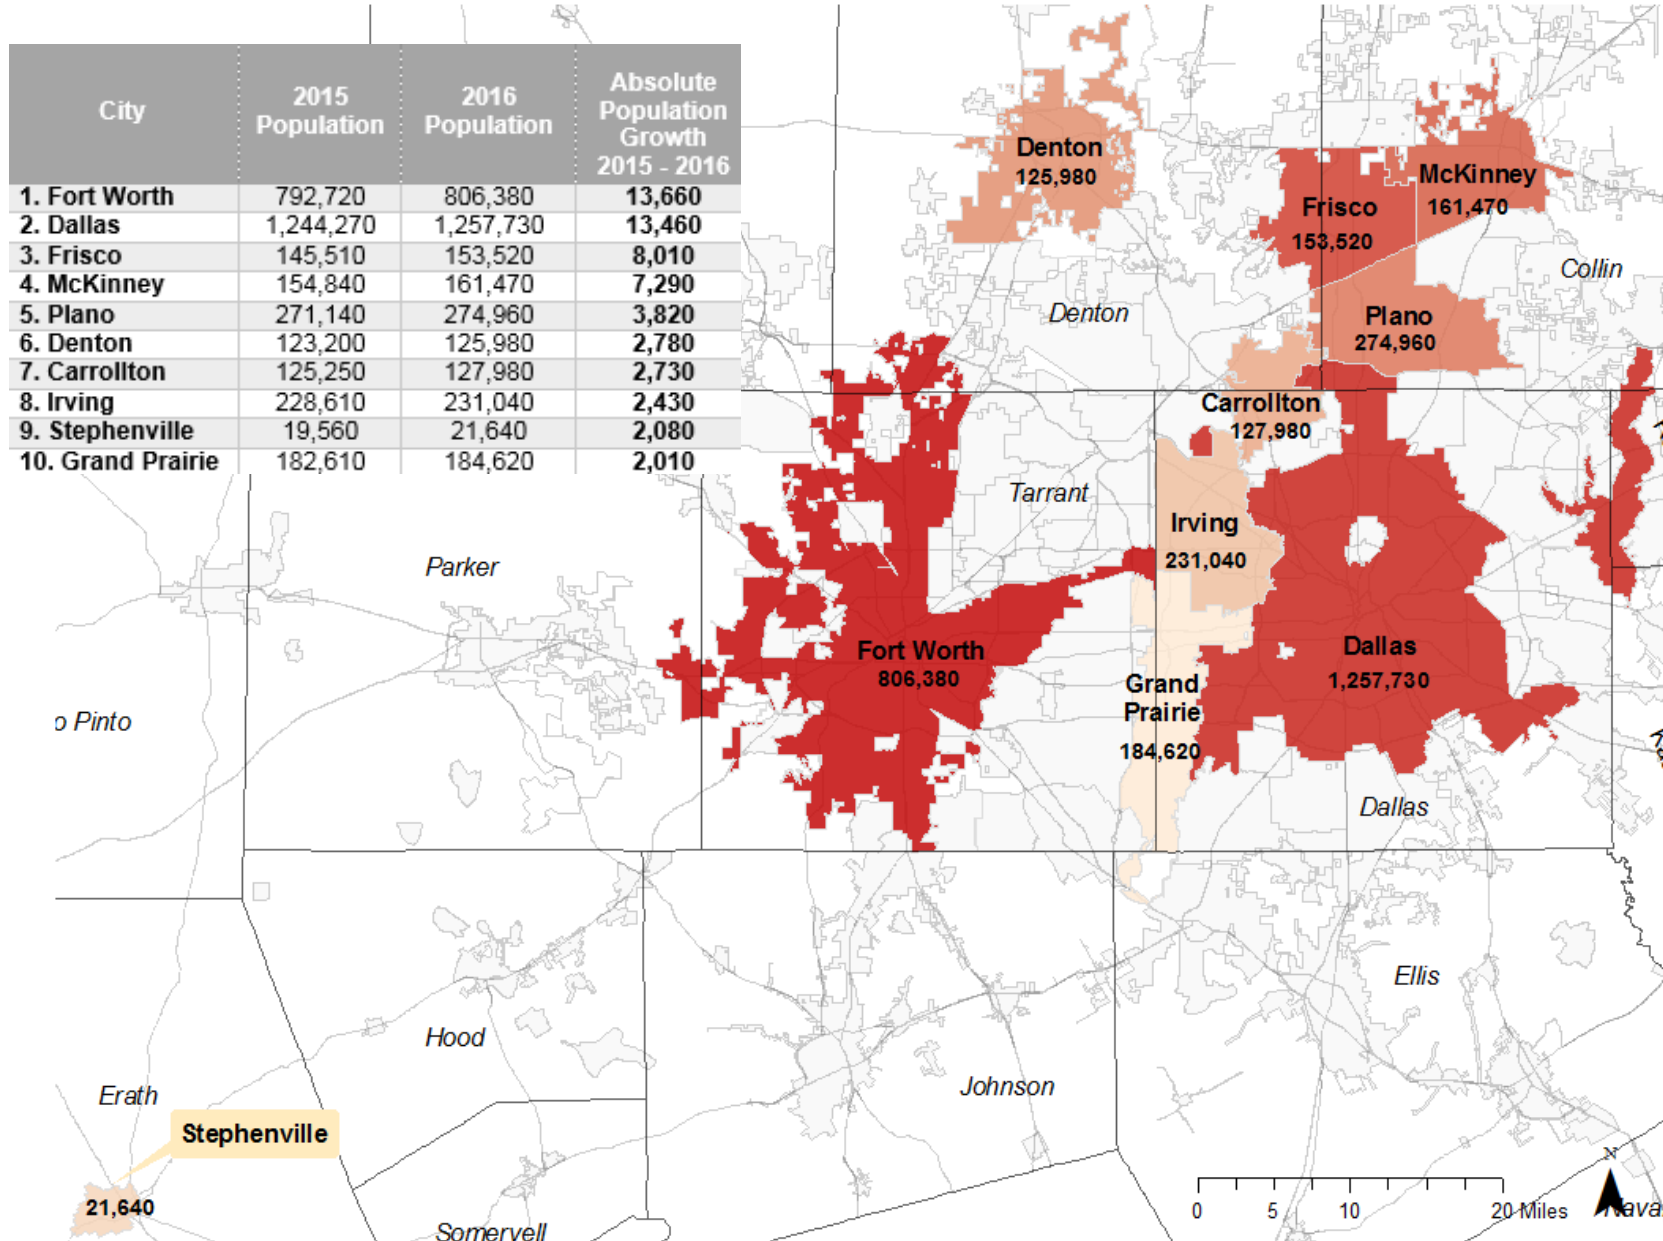 City 2015 Population 2016 Population Absolute Population Growth 2015 - 2016
1. Fort Worth 792,720 806,380 13,660
2. Dallas 1,244,270 1,257,730 13,460
3. Frisco 145,510 153,520 8,010
4. McKinney 154,840 161,470 7,290
5. Plano 271,140 274,960 3,820
6. Denton 123,200 125,980 2,780
7. Carrollton 125,250 127,980 2,730
8. Irving 228,610 231,040 2,430
9. Stephenville 19,560 21,640 2,080
10. Grand Prairie 182,610 184,620 2,010
Denton
125,980
McKinney
161,470
Frisco
153,520
Collin
Denton
Plano
274,960
Carrollton
127,980
Tarrant
Irving
231,040
Parker
Fort Worth
806,380
Dallas
1,257,730
Grand
Prairie
184,620
o Pinto
Dallas
Ellis
Hood
Johnson
Erath
Stephenville
21,640
Somervell
N
0 5 10 20 Miles
Nava